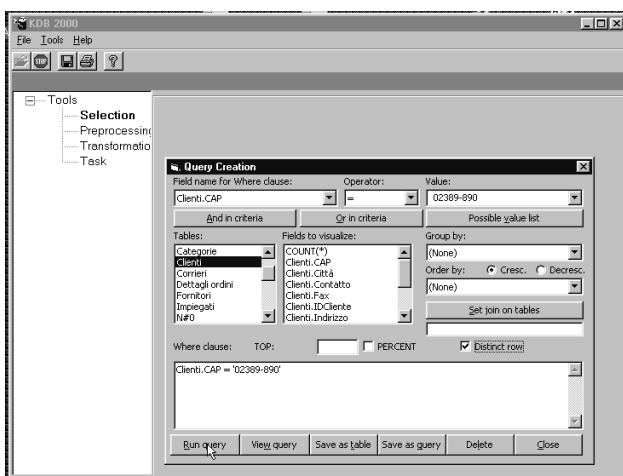 KDB 2000
File Tools Help
STOP
Tools
Selection
Preprocessing
Transformatio
Task
Query Creation
Field name for Where clause: Operator: Value:
Clienti.CAP = 02389-890
And in criteria Or in criteria Possible value list
Tables: Fields to visualize: Group by:
Categorie COUNT(*) (None)
Clienti Clienti.CAP
Corrieri Clienti.Città Order by: Cresc. Decresc.
Dettagli ordini Clienti.Contatto (None)
Fornitori Clienti.Fax
Impiegati Clienti.IDCliente Set join on tables
N#0 Clienti.Indirizzo
Where clause: TOP: PERCENT Distinct row
Clienti.CAP = '02389-890'
Run query View query Save as table Save as query Delete Close